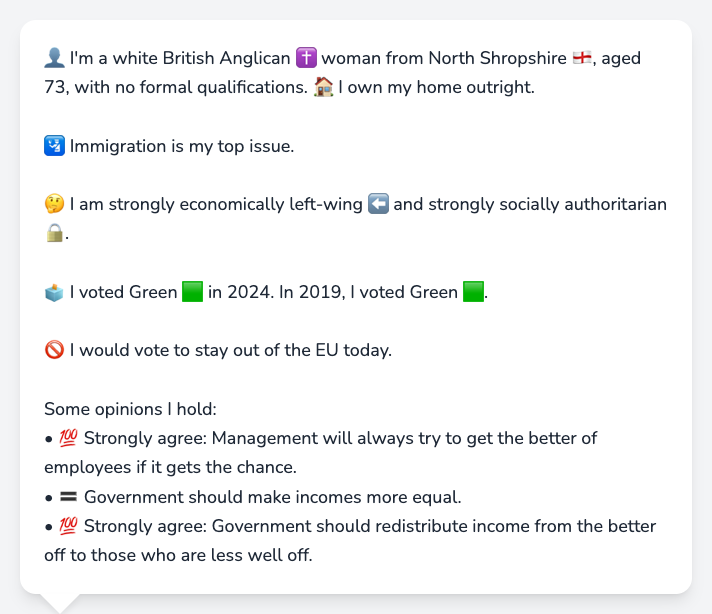 👤 I'm a white British Anglican ✝️ woman from North Shropshire 🏴󠁧󠁢󠁥󠁮󠁧󠁿, aged
73, with no formal qualifications. 🏠 I own my home outright.
🛂 Immigration is my top issue.
🤔 I am strongly economically left-wing ⬅️ and strongly socially authoritarian
🔒.
🗳️ I voted Green 🟩 in 2024. In 2019, I voted Green 🟩.
🚫 I would vote to stay out of the EU today.
Some opinions I hold:
• 💯 Strongly agree: Management will always try to get the better of
employees if it gets the chance.
• 🟰 Government should make incomes more equal.
• 💯 Strongly agree: Government should redistribute income from the better
off to those who are less well off.